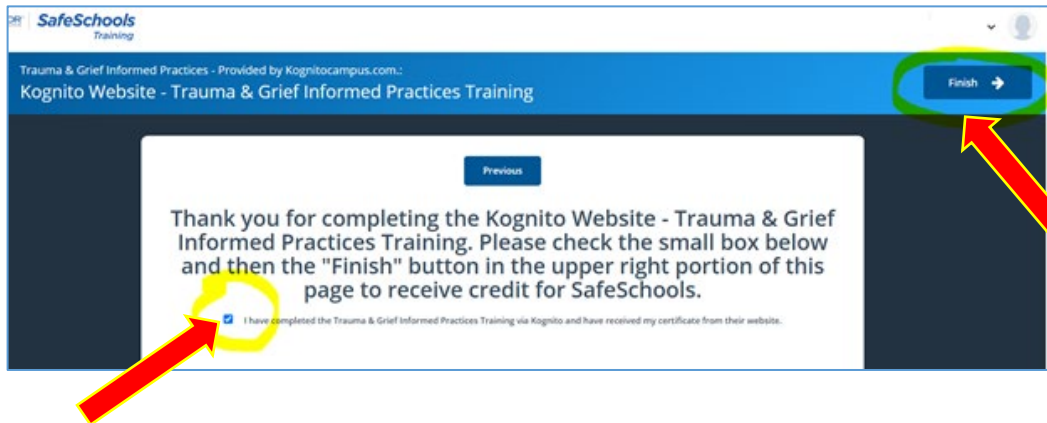 SafeSchools
Training
Trauma & Grief Informed Practices - Provided by Kognitocampus.com.:
Kognito Website - Trauma & Grief Informed Practices Training
Finish
Previous
Thank you for completing the Kognito Website - Trauma & Grief
Informed Practices Training. Please check the small box below
and then the "Finish" button in the upper right portion of this
page to receive credit for SafeSchools.
I have completed the Trauma & Grief Informed Practices Training via Kognito and have received my certificate from their website.